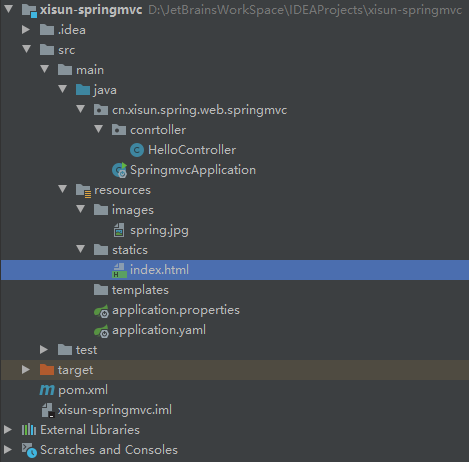 xisun-springmvc D:\JetBrainsWorkSpace\IDEAProjects\xisun-springmvc
.idea
src
main
java
cn.xisun.spring.web.springmvc
conrtoller
HelloController
SpringmvcApplication
resources
images
spring.jpg
statics
index.html
templates
application.properties
application.yaml
test
target
pom.xml
xisun-springmvc.iml
External Libraries
Scratches and Consoles